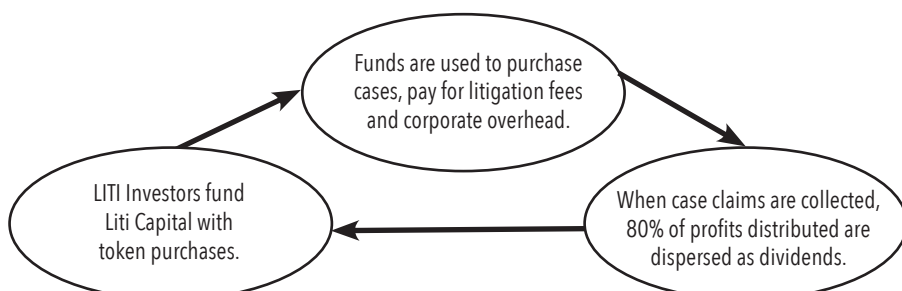 Funds are used to purchase
cases, pay for litigation fees
and corporate overhead.
LITI Investors fund
Liti Capital with
token purchases.
When case claims are collected,
80% of profits distributed are
dispersed as dividends.